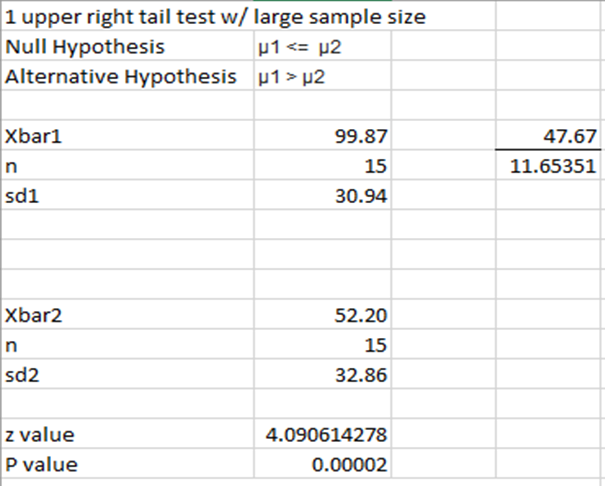 1 upper right tail test w/ large sample size
Null Hypothesis µ1 <= µ2
Alternative Hypothesis µ1 > µ2
Xbar1 99.87 47.67
n 15 11.65351
sd1 30.94
Xbar2 52.20
n 15
sd2 32.86
z value 4.090614278
P value 0.00002